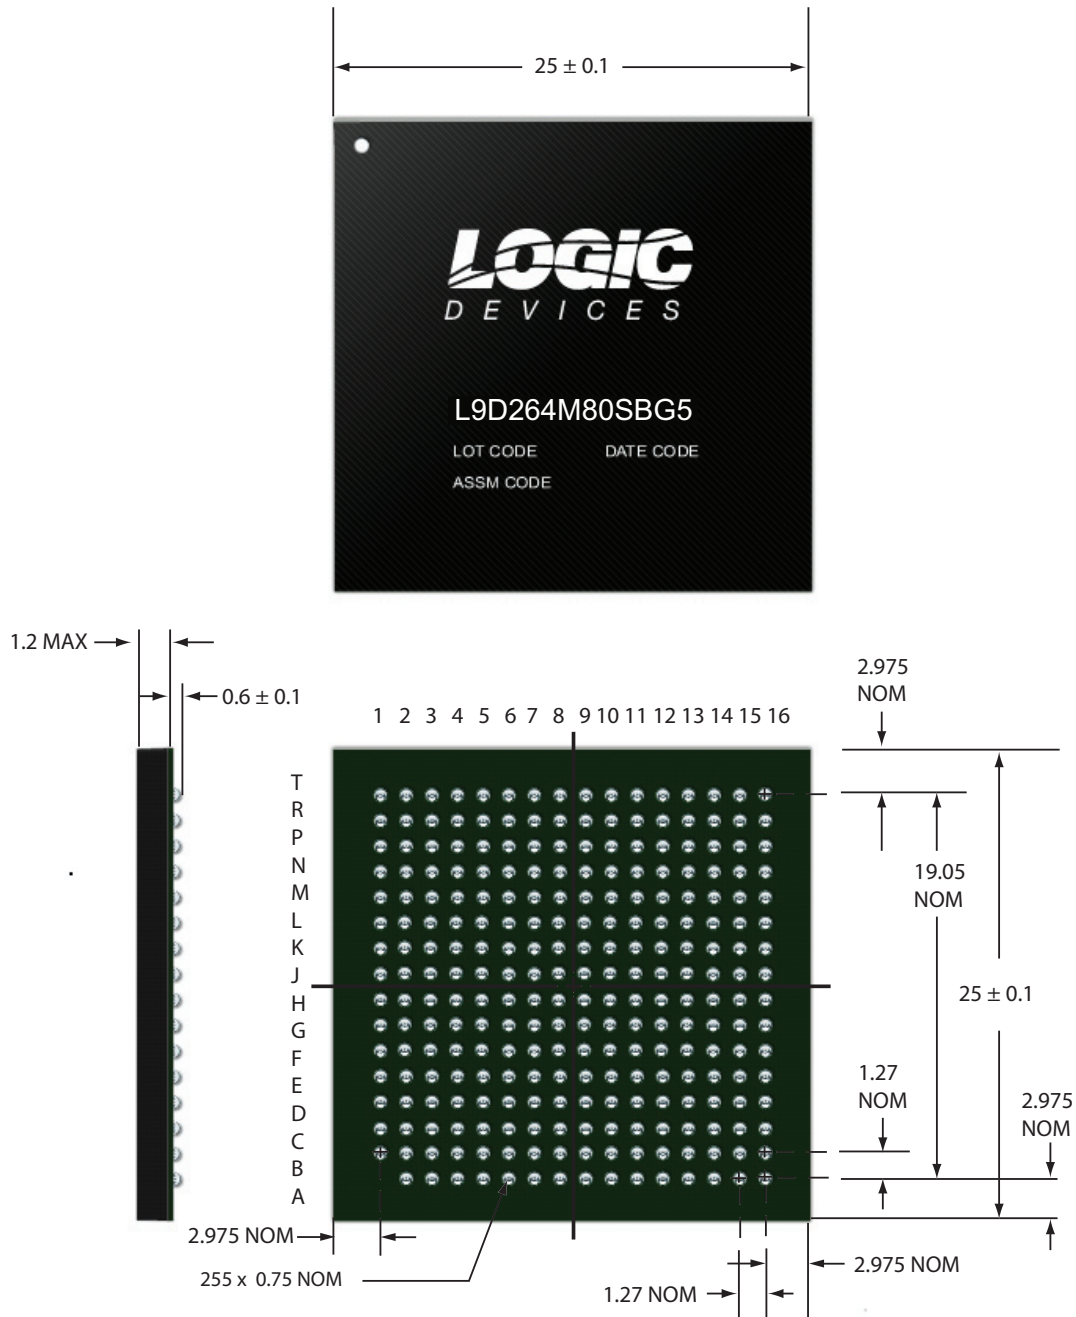 25 ± 0.1
LOGIC
DEVICES
L9D264M80SBG5
LOT CODE DATE CODE
ASSM CODE
1.2 MAX
0.6 ± 0.1
2.975
NOM
1 2 3 4 5 6 7 8 9 10 11 12 13 14 15 16
T
R
P
N
M
L
K
J
H
G
F
E
D
C
B
A
19.05
NOM
25 ± 0.1
1.27
NOM
2.975
NOM
2.975 NOM
255 x 0.75 NOM
2.975 NOM
1.27 NOM